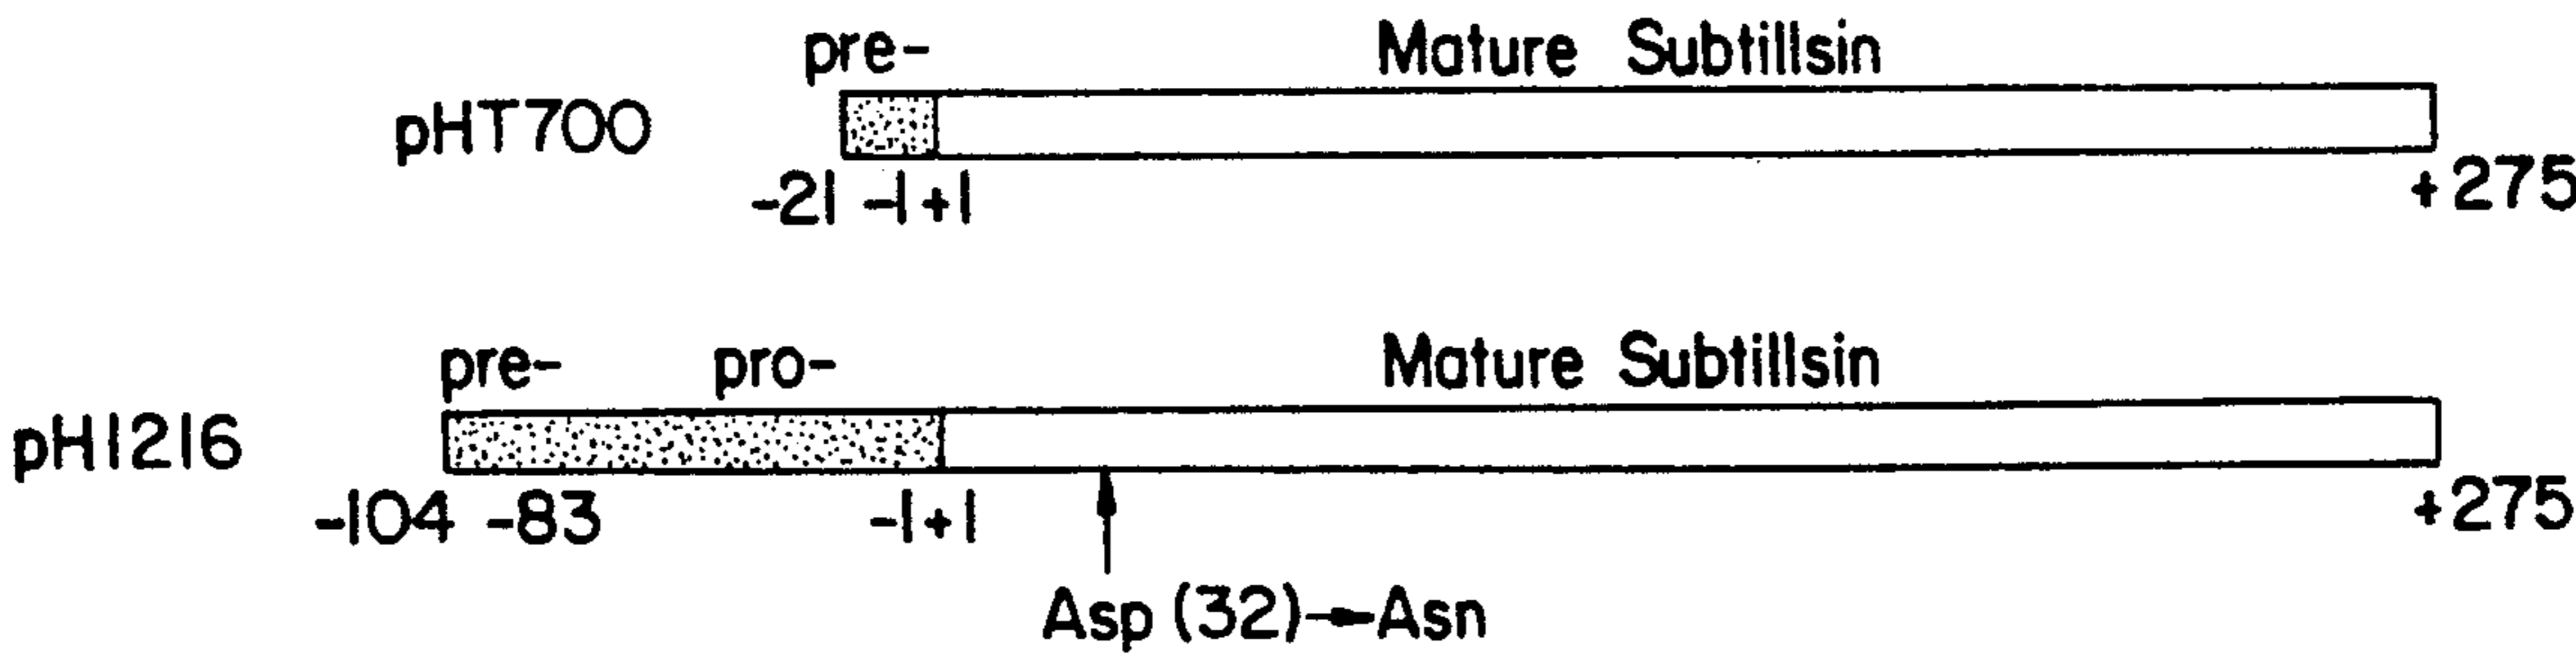 pre- Mature Subtillsin
pHT700
-21 -1+1 +275
pre- pro- Mature Subtillsin
pH1216
-104 -83 -1+1 +275
Asp (32)→Asn